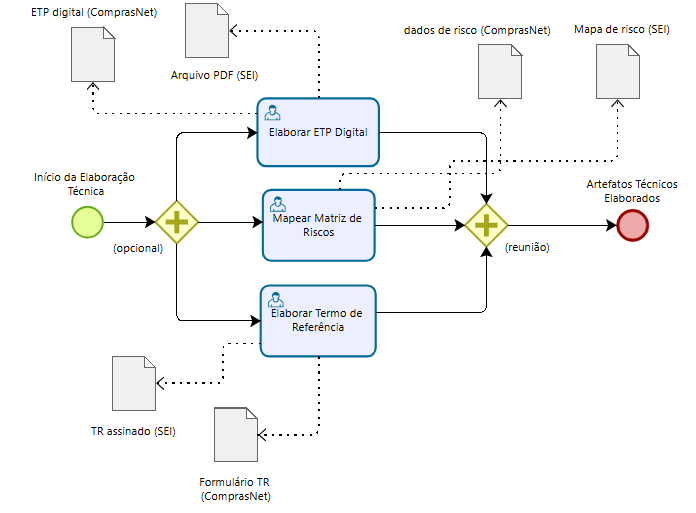 ETP digital (ComprasNet)
Arquivo PDF (SEI)
dados de risco (ComprasNet)
Mapa de risco (SEI)
Elaborar ETP Digital
Início da Elaboração
Técnica
(opcional)
Mapear Matriz de
Riscos
(reunião)
Artefatos Técnicos
Elaborados
Elaborar Termo de
Referência
TR assinado (SEI)
Formulário TR
(ComprasNet)